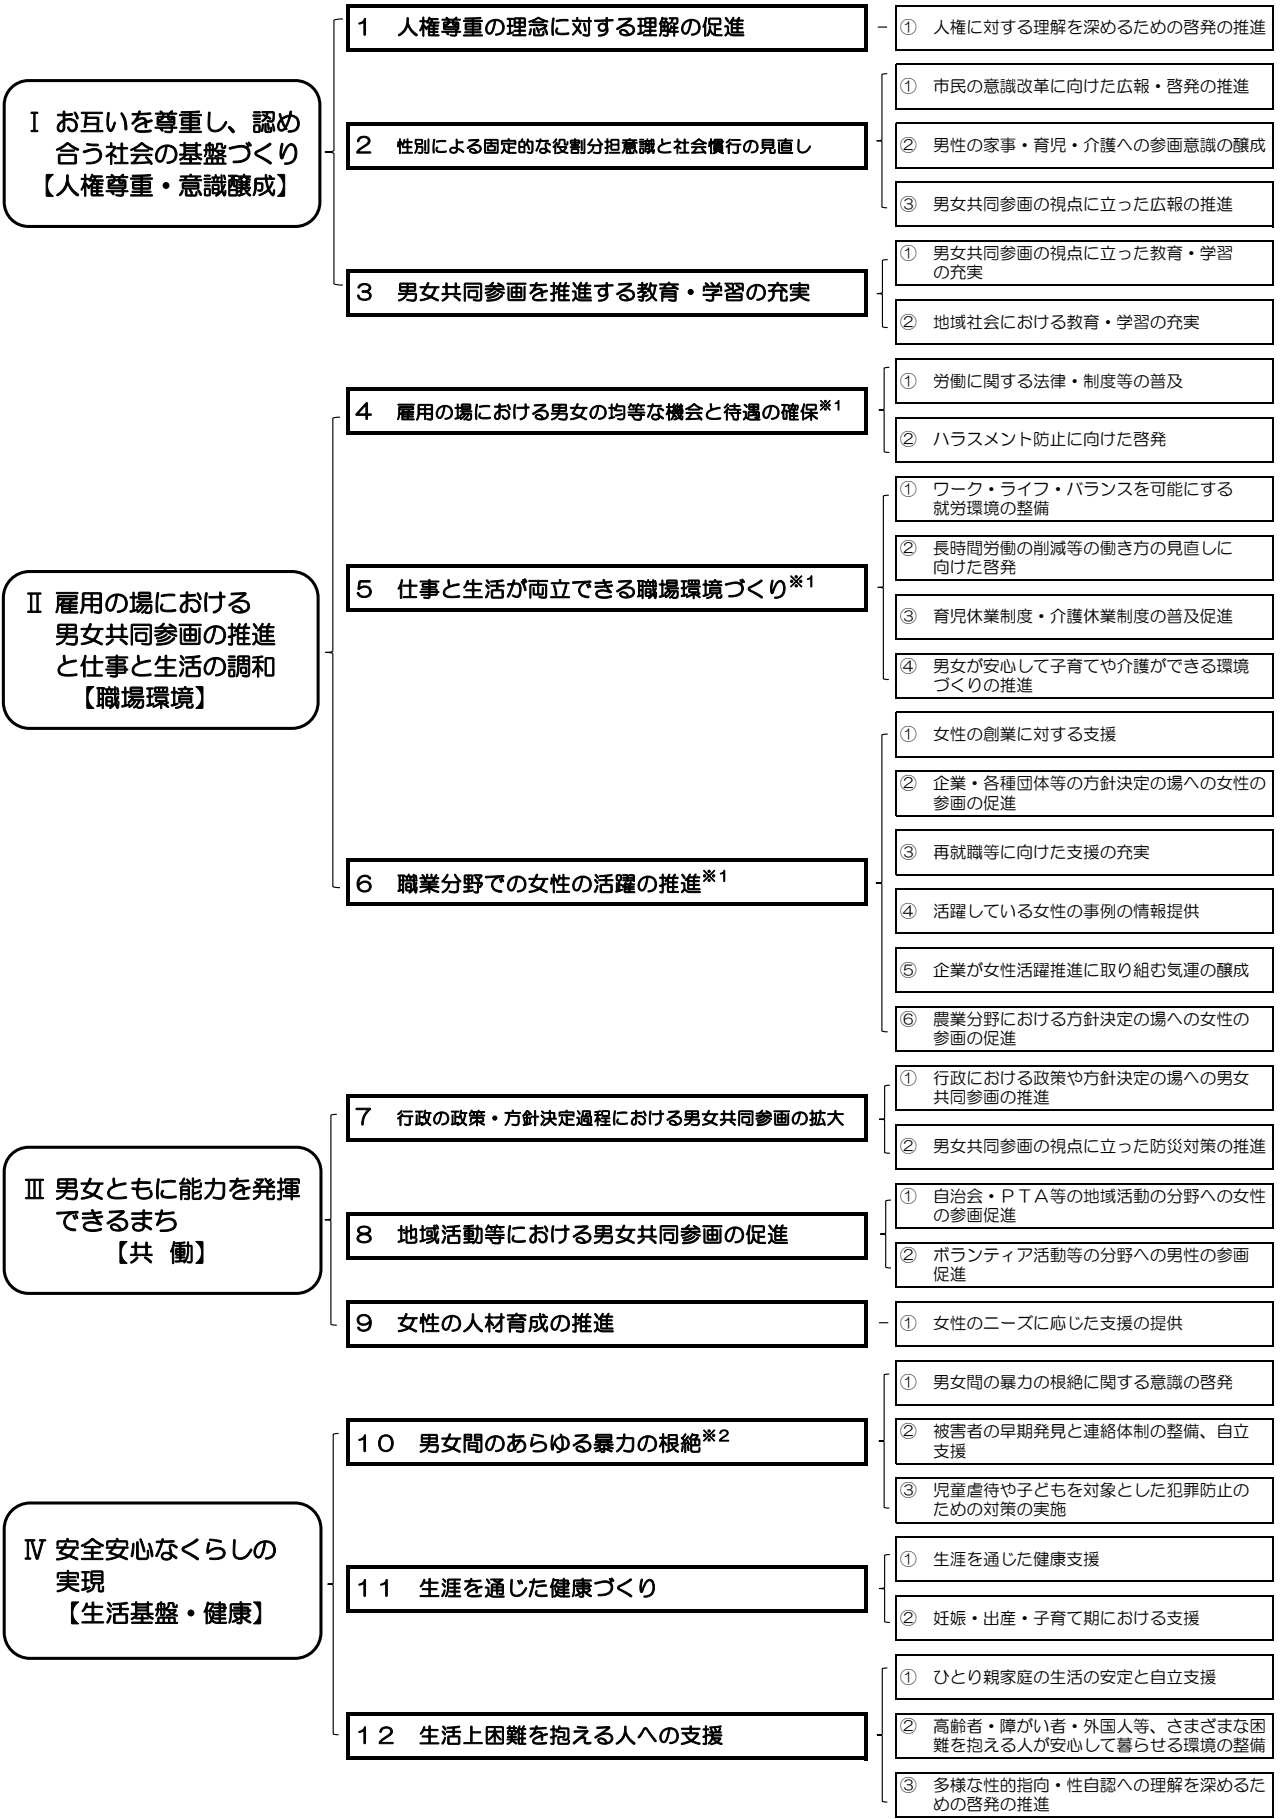 Ⅰ お互いを尊重し、認め
合う社会の基盤づくり
【人権尊重・意識醸成】
１　人権尊重の理念に対する理解の促進
①　人権に対する理解を深めるための啓発の推進
２　性別による固定的な役割分担意識と社会慣行の見直し
①　市民の意識改革に向けた広報・啓発の推進
②　男性の家事・育児・介護への参画意識の醸成
③　男女共同参画の視点に立った広報の推進
３　男女共同参画を推進する教育・学習の充実
①　男女共同参画の視点に立った教育・学習
の充実
②　地域社会における教育・学習の充実
Ⅱ 雇用の場における
男女共同参画の推進
と仕事と生活の調和
【職場環境】
４　雇用の場における男女の均等な機会と待遇の確保※1
①　労働に関する法律・制度等の普及
②　ハラスメント防止に向けた啓発
５　仕事と生活が両立できる職場環境づくり※1
①　ワーク・ライフ・バランスを可能にする
就労環境の整備
②　長時間労働の削減等の働き方の見直しに
向けた啓発
③　育児休業制度・介護休業制度の普及促進
④　男女が安心して子育てや介護ができる環境
づくりの推進
６　職業分野での女性の活躍の推進※1
①　女性の創業に対する支援
②　企業・各種団体等の方針決定の場への女性の
参画の促進
③　再就職等に向けた支援の充実
④　活躍している女性の事例の情報提供
⑤　企業が女性活躍推進に取り組む気運の醸成
⑥　農業分野における方針決定の場への女性の
参画の促進
Ⅲ 男女ともに能力を発揮
できるまち
【共 働】
７　行政の政策・方針決定過程における男女共同参画の拡大
①　行政における政策や方針決定の場への男女
共同参画の推進
②　男女共同参画の視点に立った防災対策の推進
８　地域活動等における男女共同参画の促進
①　自治会・ＰＴＡ等の地域活動の分野への女性
の参画促進
②　ボランティア活動等の分野への男性の参画
促進
９　女性の人材育成の推進
①　女性のニーズに応じた支援の提供
Ⅳ 安全安心なくらしの
実現
【生活基盤・健康】
１０　男女間のあらゆる暴力の根絶※2
①　男女間の暴力の根絶に関する意識の啓発
②　被害者の早期発見と連絡体制の整備、自立
支援
③　児童虐待や子どもを対象とした犯罪防止の
ための対策の実施
１１　生涯を通じた健康づくり
①　生涯を通じた健康支援
②　妊娠・出産・子育て期における支援
１２　生活上困難を抱える人への支援
①　ひとり親家庭の生活の安定と自立支援
②　高齢者・障がい者・外国人等、さまざまな困
難を抱える人が安心して暮らせる環境の整備
③　多様な性的指向・性自認への理解を深めるた
めの啓発の推進